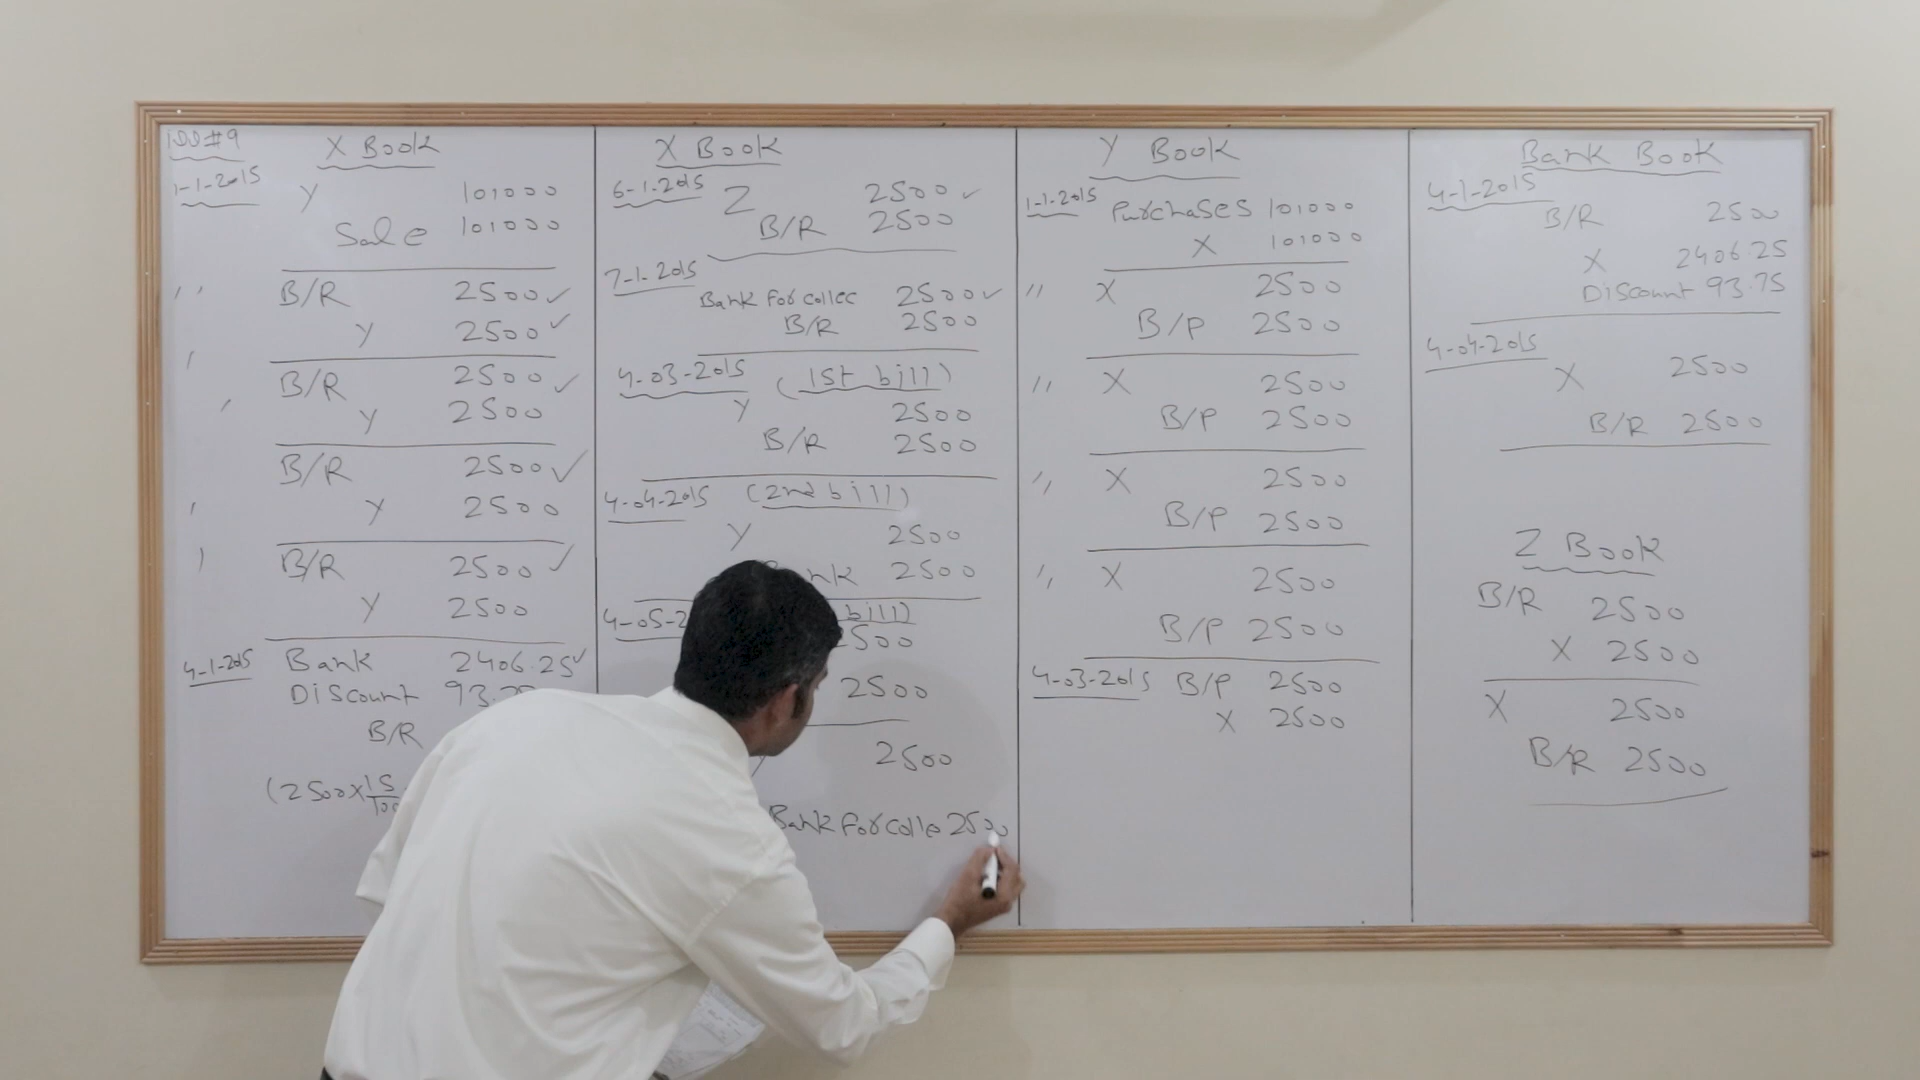 X Book
1-1-2015 Y 101000
Sale 101000
,, B/R 2500✓
Y 2500✓
B/R 2500✓
Y 2500
B/R 2500✓
Y 2500
B/R 2500✓
Y 2500
4-1-2015 Bank 2406.25✓
Discount
B/R
(2500×15
X Book
6-1-2015 Z 2500✓
B/R 2500
7-1-2015
Bank for collec 2500✓
B/R 2500
4-03-2015 (1st bill)
Y 2500
B/R 2500
4-04-2015 (2nd bill)
Y 2500
2500
bill)
2500
2500
2500
Bank for colle 2500
Y Book
1-1-2015 Purchases 101000
X 101000
,, X 2500
B/P 2500
,, X 2500
B/P 2500
,, X 2500
B/P 2500
,, X 2500
B/P 2500
4-03-2015 B/P 2500
X 2500
Bank Book
4-1-2015
B/R 2500
X 2406.25
Discount 93.75
4-04-2015
X 2500
B/R 2500
Z Book
B/R 2500
X 2500
X 2500
B/R 2500